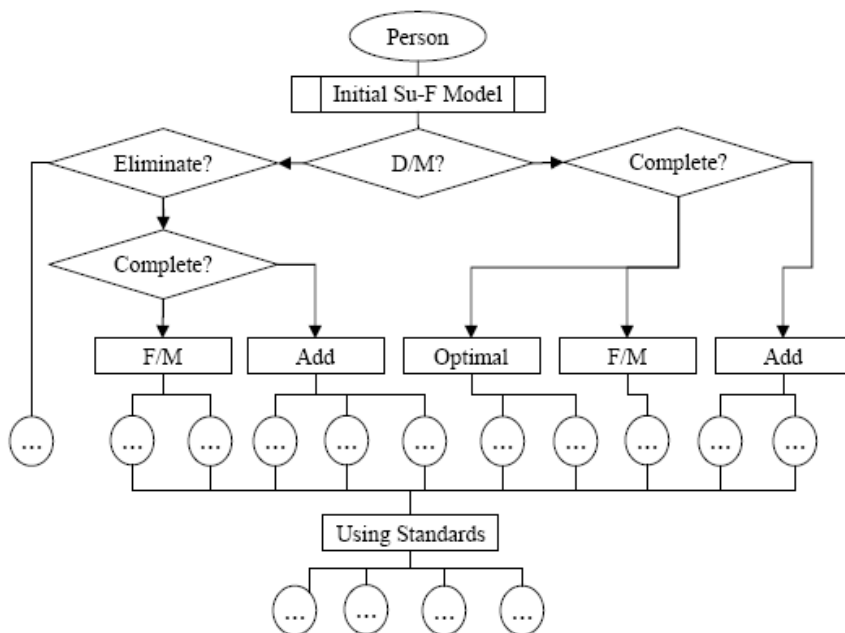 Person
Initial Su-F Model
Eliminate?
D/M?
Complete?
Complete?
F/M
Add
Optimal
F/M
Add
...
...
...
...
...
...
...
...
...
...
...
Using Standards
...
...
...
...